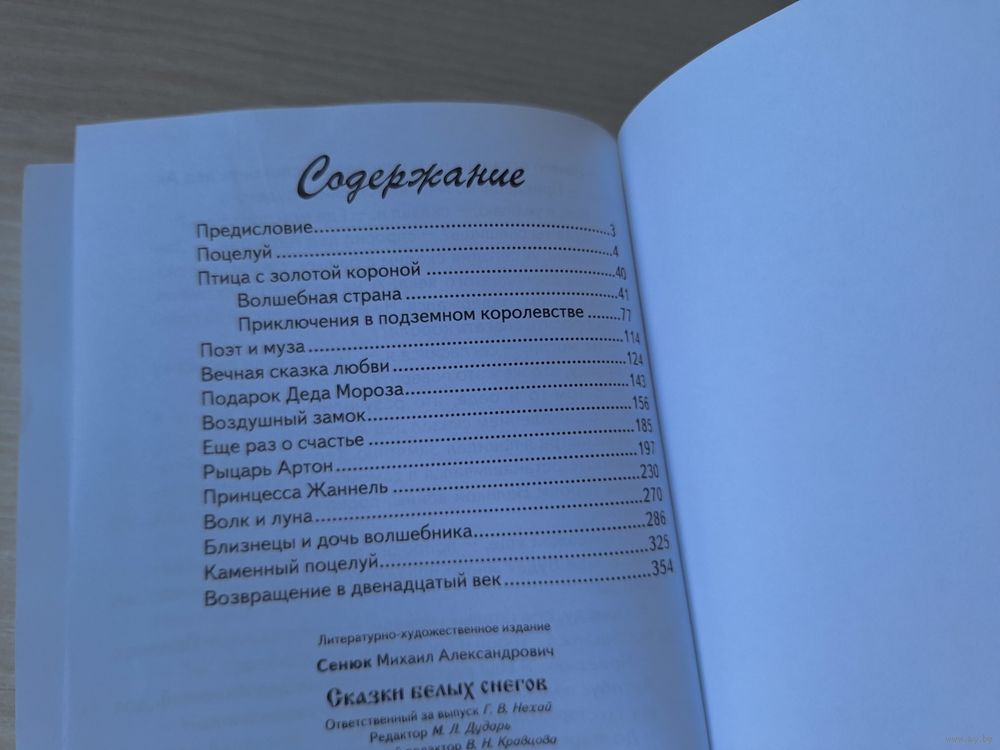 Содержание
Предисловие....3
Поцелуй....4
Птица с золотой короной....40
Волшебная страна....41
Приключения в подземном королевстве....77
Поэт и муза....114
Вечная сказка любви....124
Подарок Деда Мороза....143
Воздушный замок....156
Еще раз о счастье....185
Рыцарь Артон....197
Принцесса Жаннель....230
Волк и луна....270
Близнецы и дочь волшебника....286
Каменный поцелуй....325
Возвращение в двенадцатый век....354
Литературно-художественное издание
Сенюк Михаил Александрович
Сказки белых снегов
Ответственный за выпуск Г. В. Нехай
Редактор М. Л. Дударь
редактор В. Н. Кравцова